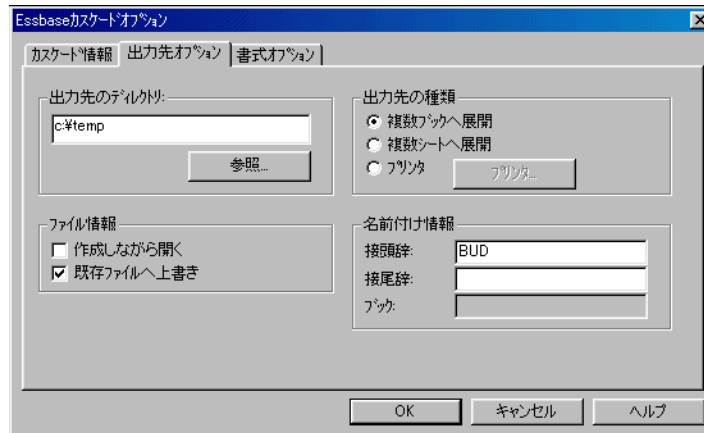 Essbaseｶｽｹｰﾄﾞｵﾌﾟｼｮﾝ
ｶｽｹｰﾄﾞ情報 出力先ｵﾌﾟｼｮﾝ 書式ｵﾌﾟｼｮﾝ
出力先のﾃﾞｨﾚｸﾄﾘ:
c:¥temp
参照...
出力先の種類
複数ﾌﾞｯｸへ展開
複数ｼｰﾄへ展開
ﾌﾟﾘﾝﾀ
ﾌﾟﾘﾝﾀ...
ﾌｧｲﾙ情報
作成しながら開く
既存ﾌｧｲﾙへ上書き
名前付け情報
接頭辞: BUD
接尾辞:
ﾌﾞｯｸ:
OK キャンセル ヘルプ